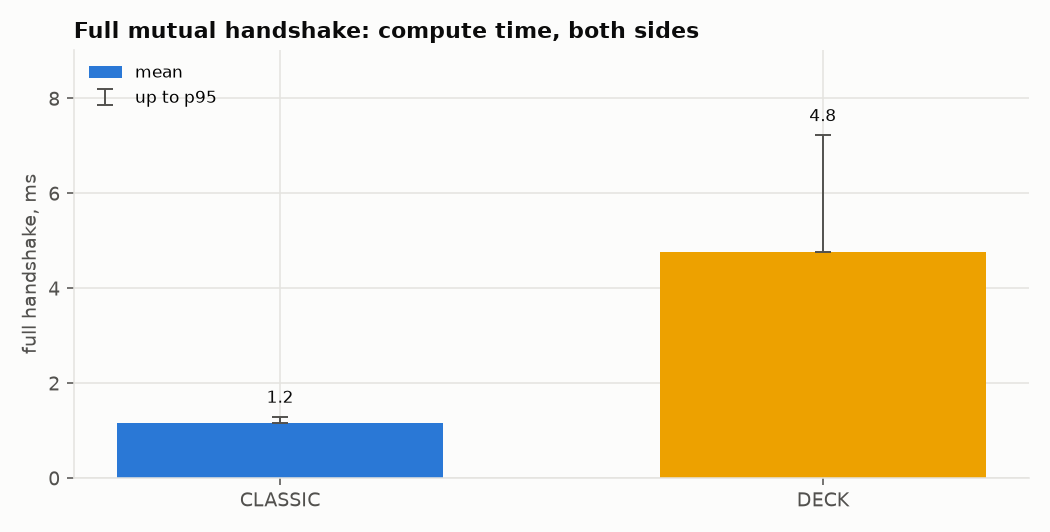 Full mutual handshake: compute time, both sides
mean
up to p95
full handshake, ms
8
6
4
2
0
1.2
4.8
CLASSIC
DECK